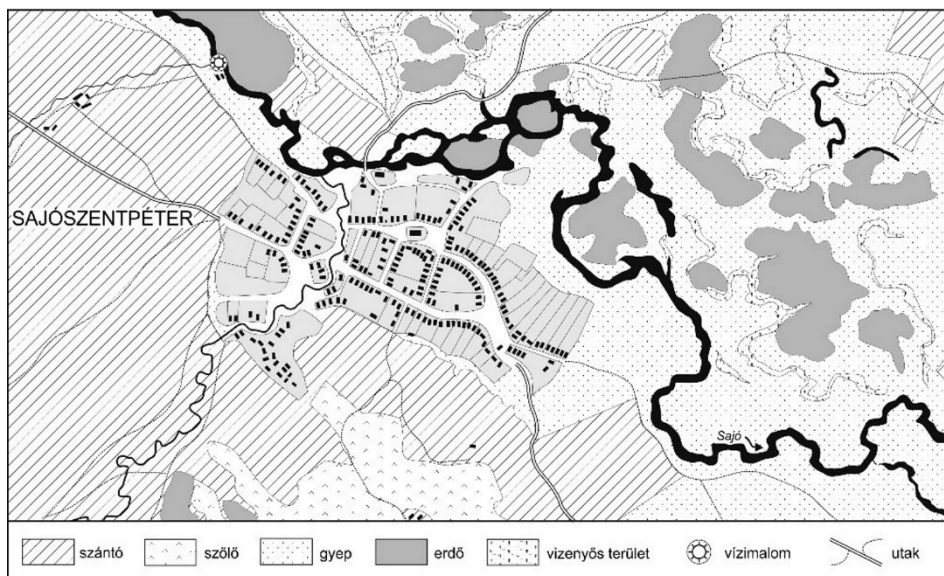 SAJÓSZENTPÉTER
Sajó
szántó
szőlő
gyep
erdő
vizenyős terület
vízimalom
utak